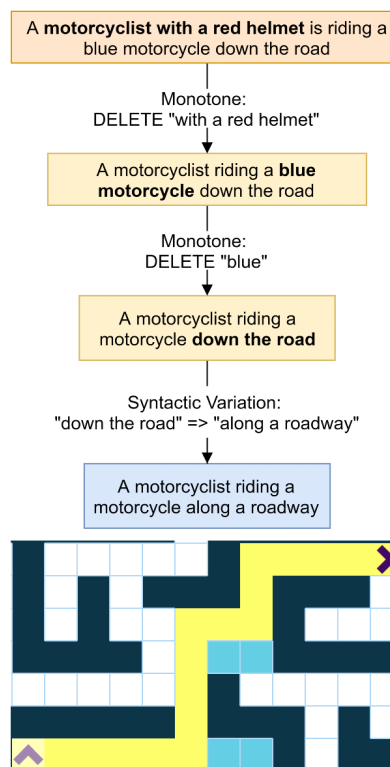 A motorcyclist with a red helmet is riding a
blue motorcycle down the road
Monotone:
DELETE "with a red helmet"
A motorcyclist riding a blue
motorcycle down the road
Monotone:
DELETE "blue"
A motorcyclist riding a
motorcycle down the road
Syntactic Variation:
"down the road" => "along a roadway"
A motorcyclist riding a
motorcycle along a roadway